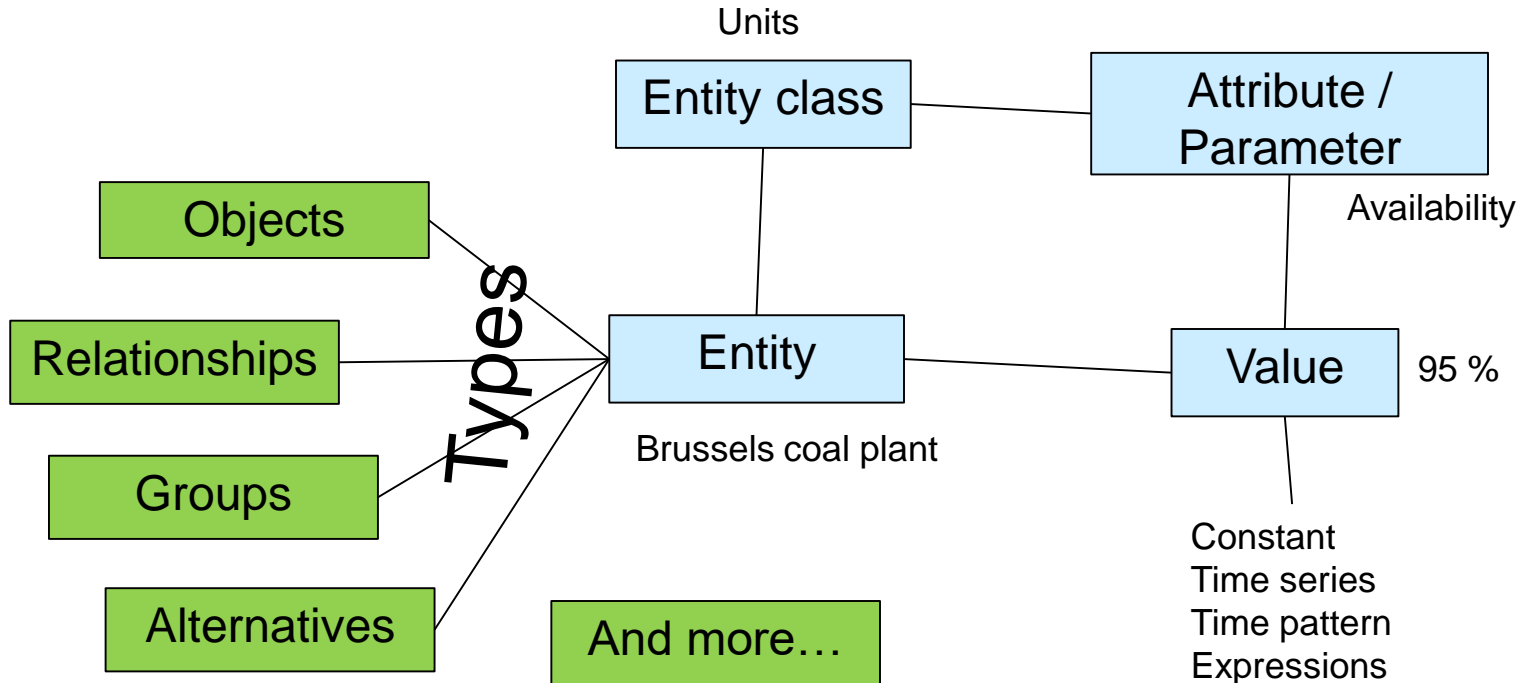 Units
Entity class
Attribute /
Parameter
Availability
Objects
Relationships
Groups
Alternatives
Types
Entity
Brussels coal plant
Value
95 %
And more…
Constant
Time series
Time pattern
Expressions